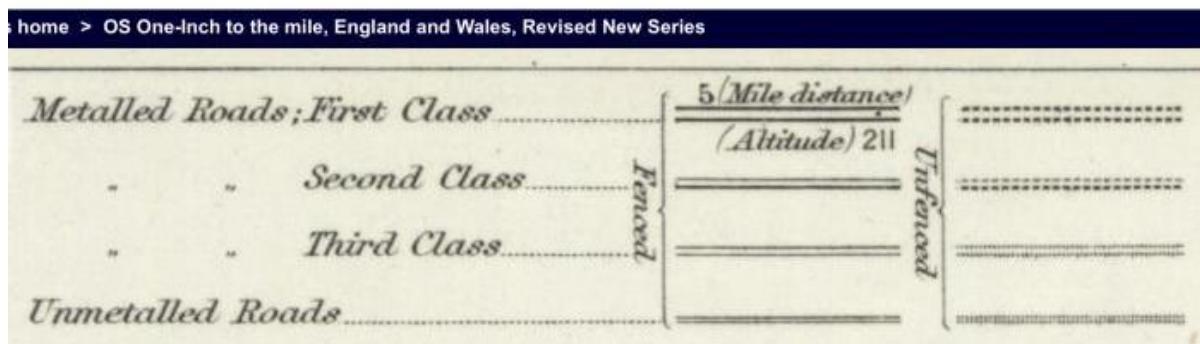 home > OS One-Inch to the mile, England and Wales, Revised New Series
Metalled Roads; First Class
5 (Mile distance)
(Altitude) 211
" " Second Class
" " Third Class
Unmetalled Roads
Fenced
Unfenced